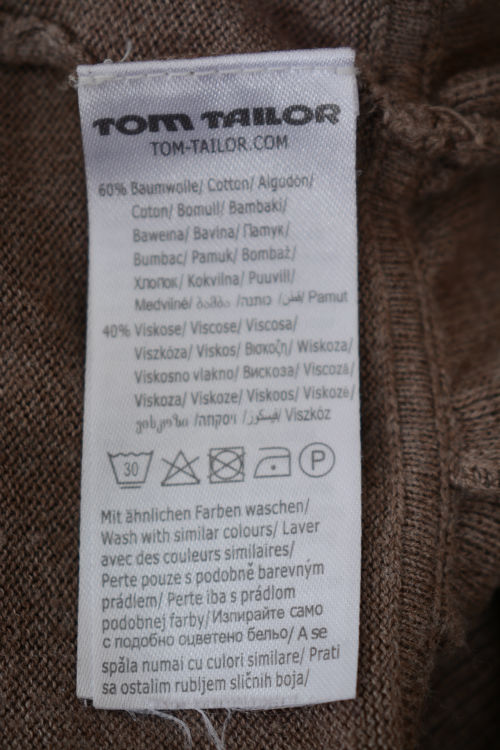 TOM TAILOR
TOM-TAILOR.COM
60% Baumwolle/ Cotton/ Algodón/
Coton/ Bomull/ Bambaki/
Baweina/ Bavlna/ Памук/
Bumbac/ Pamuk/ Bombaž/
Хлопок/ Kokvilna/ Puuvill/
Medvilnė/ ბამბა /כותנה /قطن/ Pamut
40% Viskose/ Viscose/ Viscosa/
Viszkóza/ Viskos/ Βισκοζη/ Wiskoza/
Viskosno vlakno/ Вискоза/ Viscoză/
Viskoza/ Viskoze/ Viskoos/ Viskozė/
ვისკოზა /ויסקוזה /فيسكوز/ Viszkóz
30 P
Mit ähnlichen Farben waschen/
Wash with similar colours/ Laver
avec des couleurs similaires/
Perte pouze s podobně barevným
prádlem/ Perte iba s prádlom
podobnej farby/Изпирайте само
с подобно оцветено бельо/ A se
spăla numai cu culori similare/ Prati
sa ostalim rubljem sličnih boja/